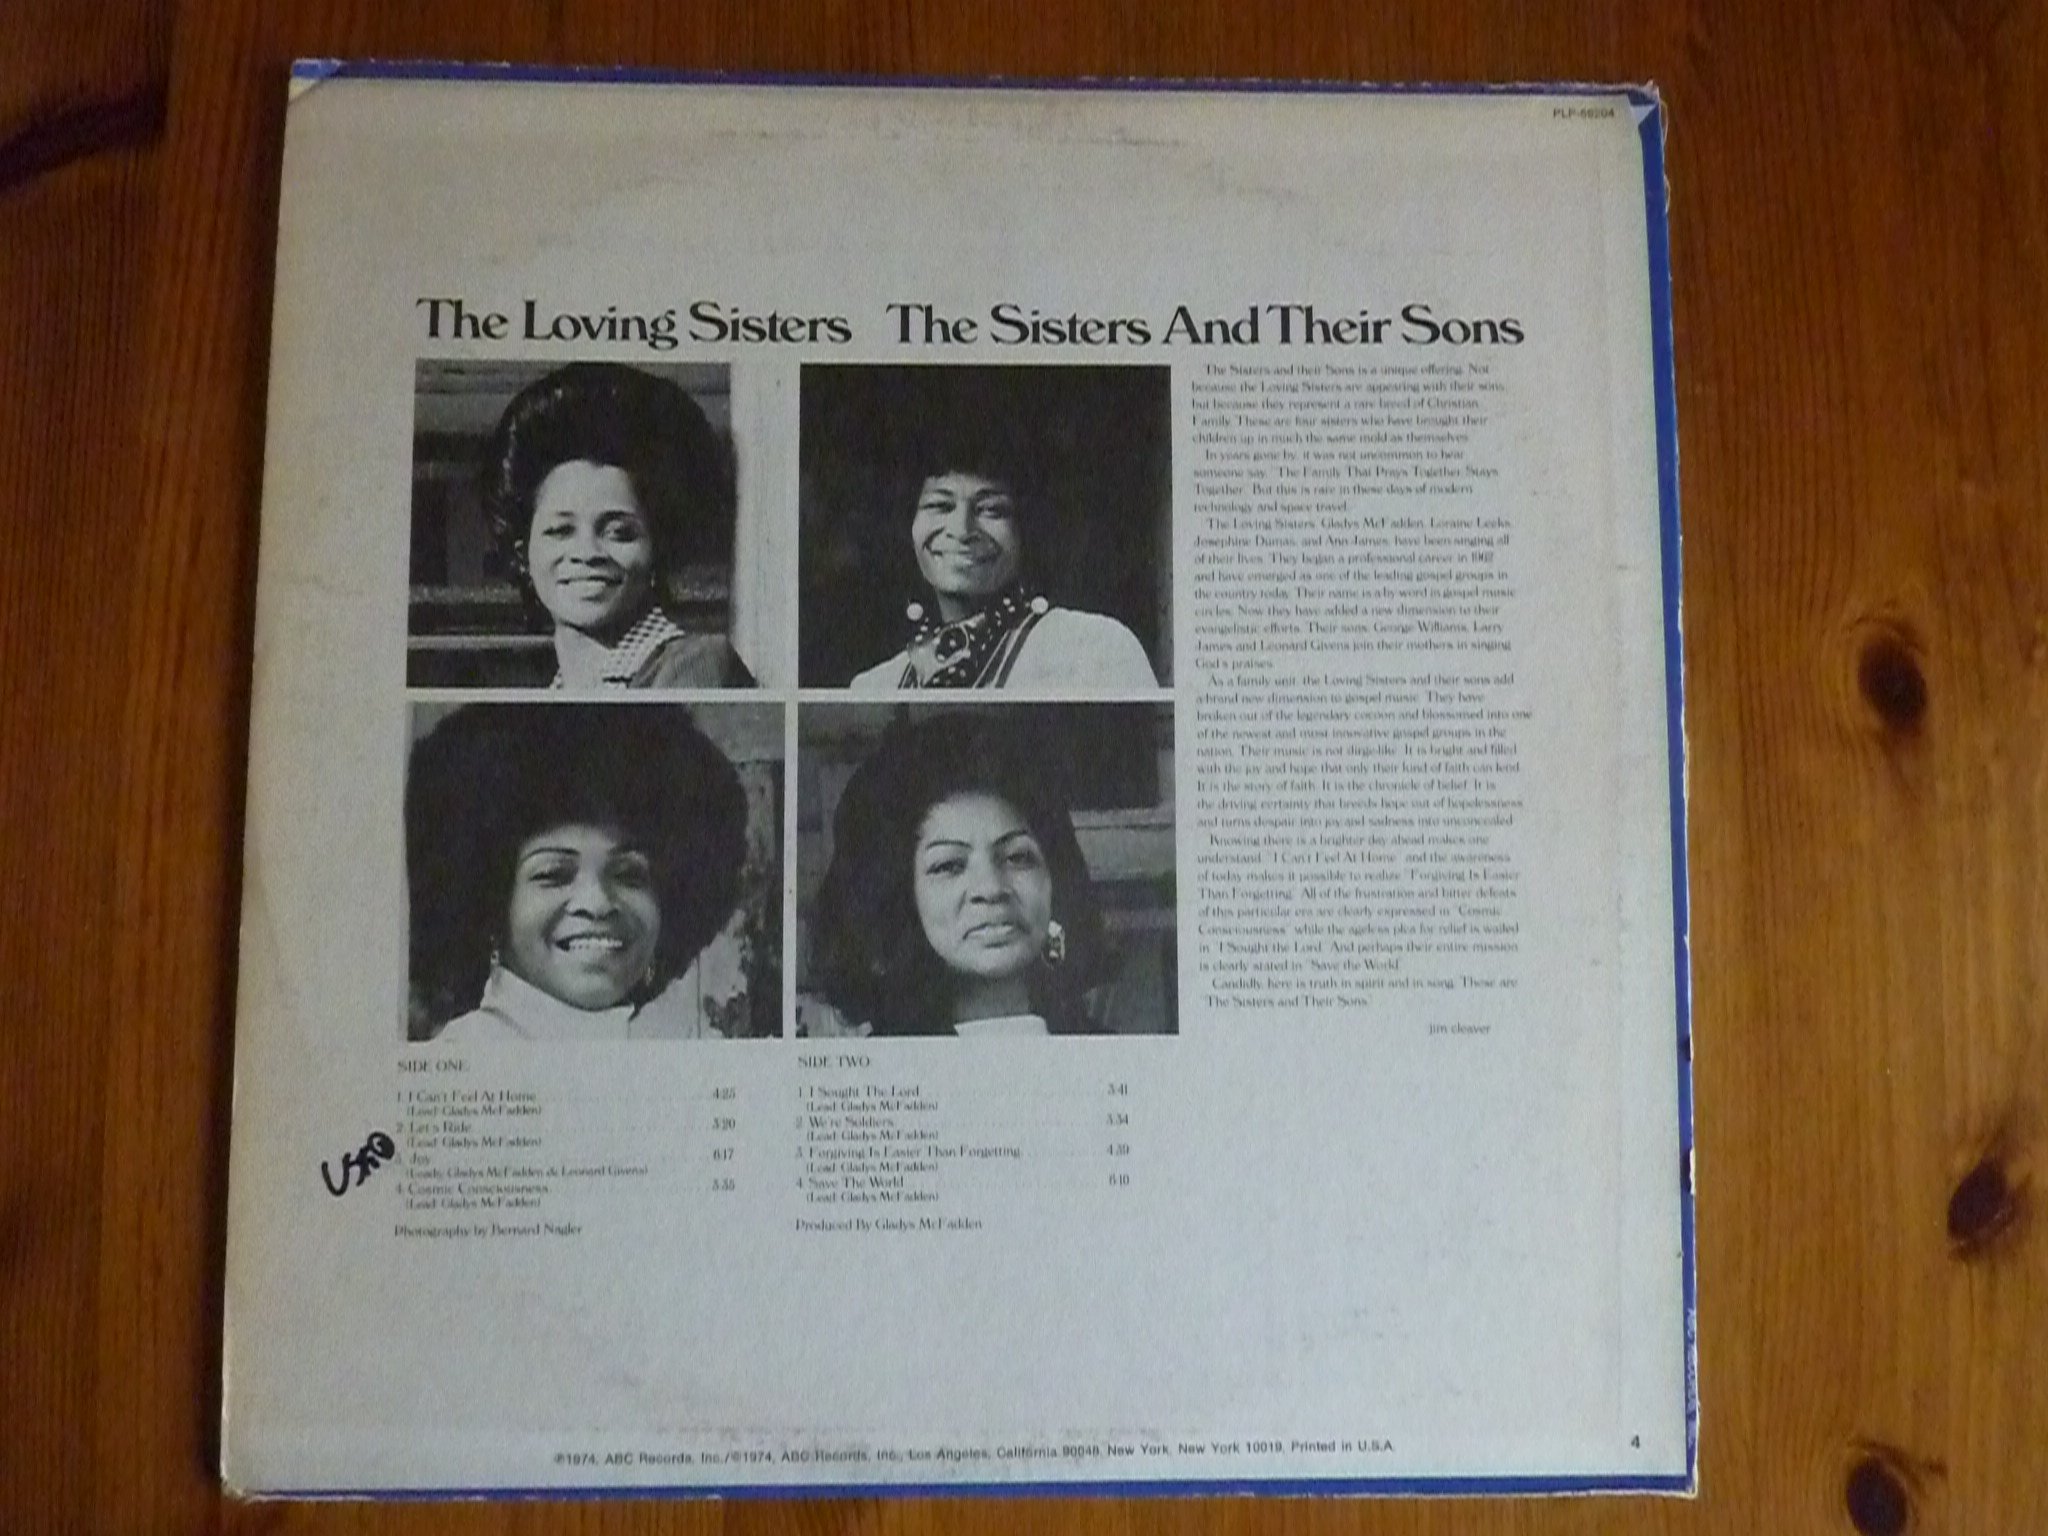 PLP-59204
The Loving Sisters The Sisters And Their Sons
The Sisters and their Sons is a unique offering. Not
because the Loving Sisters are appearing with their sons,
but because they represent a rare breed of Christian
Family. These are four sisters who have brought their
children up in much the same mold as themselves.
In years gone by, it was not uncommon to hear
someone say, "The Family That Prays Together, Stays
Together." But this is rare in these days of modern
technology and space travel.
The Loving Sisters, Gladys McFadden, Loraine Leeks,
Josephine Dumas, and Ann James, have been singing all
of their lives. They began a professional career in 1962
and have emerged as one of the leading gospel groups in
the country today. Their name is a by word in gospel music
circles. Now they have added a new dimension to their
evangelistic efforts. Their sons, George Williams, Larry
James and Leonard Givens join their mothers in singing
God's praises.
As a family unit, the Loving Sisters and their sons add
a brand new dimension to gospel music. They have
broken out of the legendary cocoon and blossomed into one
of the newest and most innovative gospel groups in the
nation. Their music is not dirge-like. It is bright and filled
with the joy and hope that only their kind of faith can lend.
It is the story of faith. It is the chronicle of belief. It is
the driving certainty that breeds hope out of hopelessness
and turns despair into joy and sadness into unconcealed
Knowing there is a brighter day ahead makes one
understand, "I Can't Feel At Home" and the awareness
of today makes it possible to realize "Forgiving Is Easier
Than Forgetting." All of the frustration and bitter defeats
of this particular era are clearly expressed in "Cosmic
Consciousness" while the ageless plea for relief is wailed
in "I Sought the Lord." And perhaps their entire mission
is clearly stated in "Save the World"
Candidly, here is truth in spirit and in song. These are
"The Sisters and Their Sons."
jim cleaver
SIDE ONE:
1. I Can't Feel At Home 4:25
(Lead: Gladys McFadden)
2. Let's Ride 3:20
(Lead: Gladys McFadden)
3. Joy 6:17
(Leads: Gladys McFadden & Leonard Givens)
4. Cosmic Consciousness 3:35
(Lead: Gladys McFadden)
Photography by Bernard Nagler
SIDE TWO:
1. I Sought The Lord 3:41
(Lead: Gladys McFadden)
2. We're Soldiers 3:34
(Lead: Gladys McFadden)
3. Forgiving Is Easier Than Forgetting 4:39
(Lead: Gladys McFadden)
4. Save The World 6:10
(Lead: Gladys McFadden)
Produced By Gladys McFadden
℗1974, ABC Records, Inc./©1974, ABC Records, Inc., Los Angeles, California 90048, New York, New York 10019, Printed in U.S.A.
4